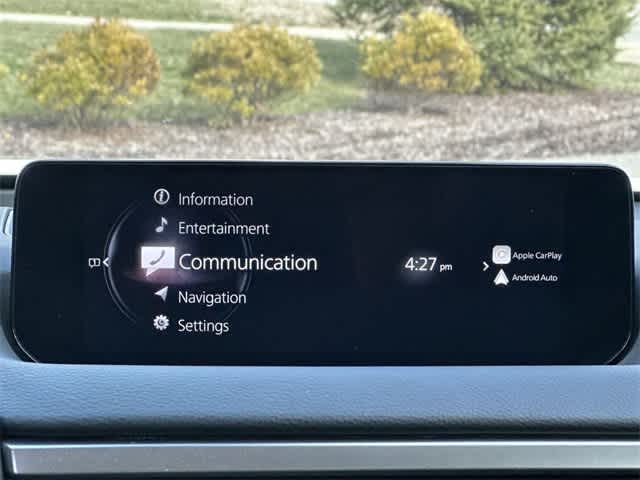 Information
Entertainment
Communication
Navigation
Settings
4:27 pm
Apple CarPlay
Android Auto